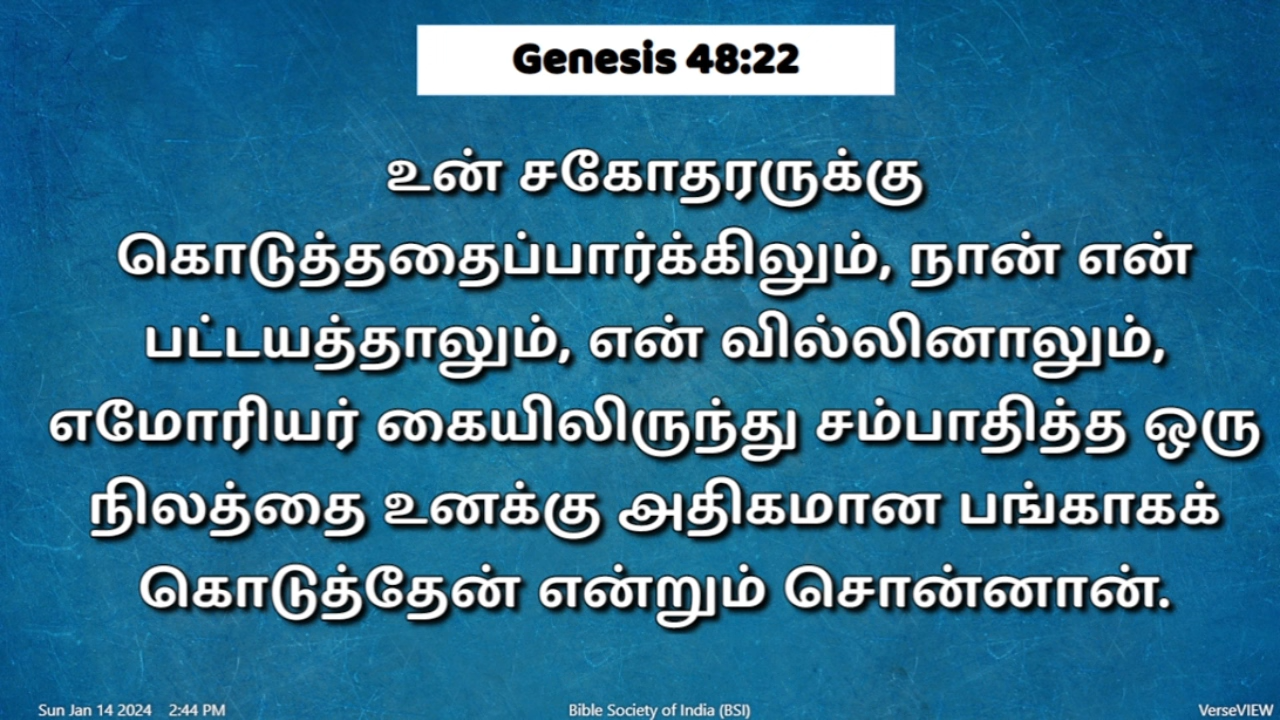 Genesis 48:22
உன் சகோதரருக்கு
கொடுத்ததைப்பார்க்கிலும், நான் என்
பட்டயத்தாலும், என் வில்லினாலும்,
எமோரியர் கையிலிருந்து சம்பாதித்த ஒரு
நிலத்தை உனக்கு அதிகமான பங்காகக்
கொடுத்தேன் என்றும் சொன்னான்.
Sun Jan 14 2024 2:44 PM Bible Society of India (BSI) VerseVIEW